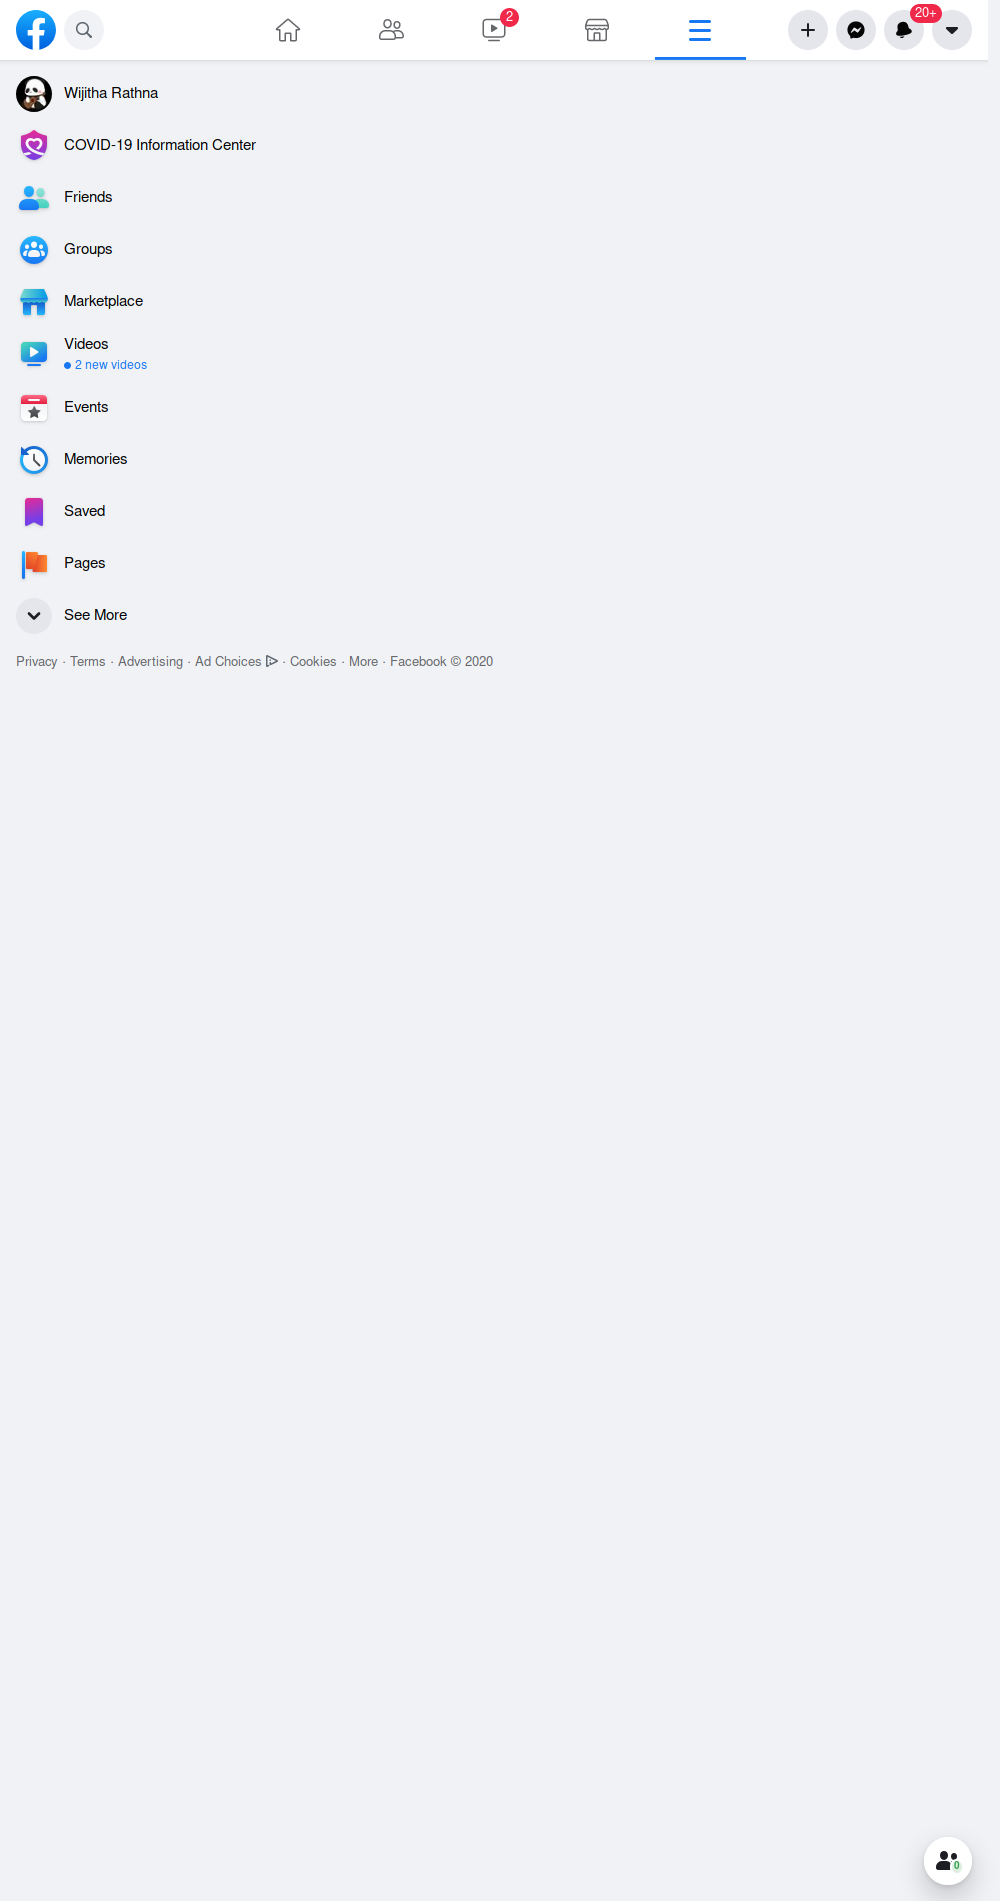 2
20+
Wijitha Rathna
COVID-19 Information Center
Friends
Groups
Marketplace
Videos
2 new videos
Events
Memories
Saved
Pages
See More
Privacy · Terms · Advertising · Ad Choices · Cookies · More · Facebook © 2020
0